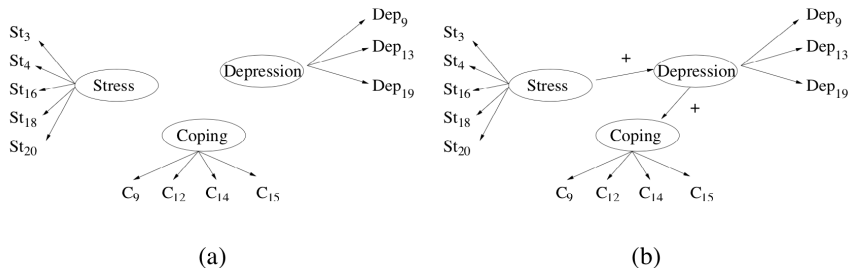 St3
St4
St16
St18
St20
Stress
Depression
Dep9
Dep13
Dep19
Coping
C9
C12
C14
C15
(a)
St3
St4
St16
St18
St20
Stress
+
Depression
Dep9
Dep13
Dep19
+
Coping
C9
C12
C14
C15
(b)